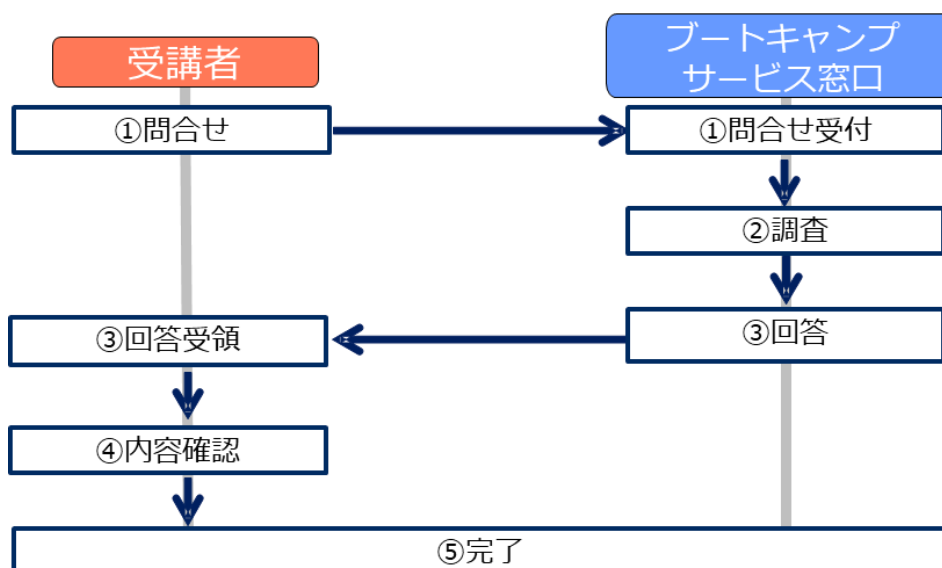 受講者
ブートキャンプ
サービス窓口
①問合せ
①問合せ受付
②調査
③回答受領
③回答
④内容確認
⑤完了